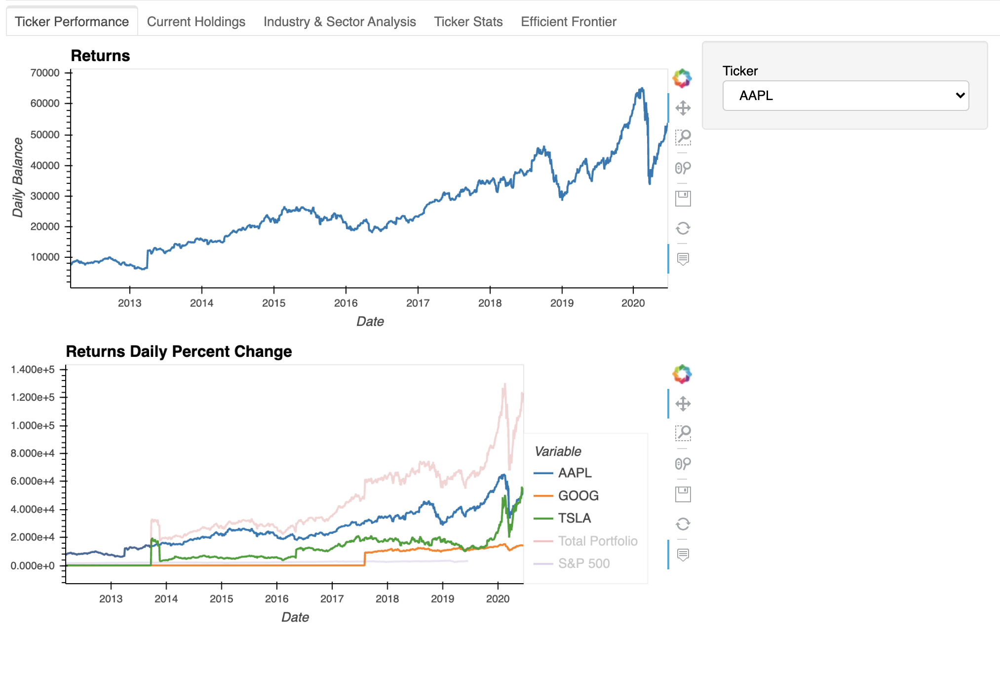 Ticker Performance Current Holdings Industry & Sector Analysis Ticker Stats Efficient Frontier
Returns
70000
60000
50000
40000
30000
20000
10000
Daily Balance
2013 2014 2015 2016 2017 2018 2019 2020
Date
Ticker
AAPL
Returns Daily Percent Change
1.400e+5
1.200e+5
1.000e+5
8.000e+4
6.000e+4
4.000e+4
2.000e+4
0.000e+0
2013 2014 2015 2016 2017 2018 2019 2020
Date
Variable
AAPL
GOOG
TSLA
Total Portfolio
S&P 500